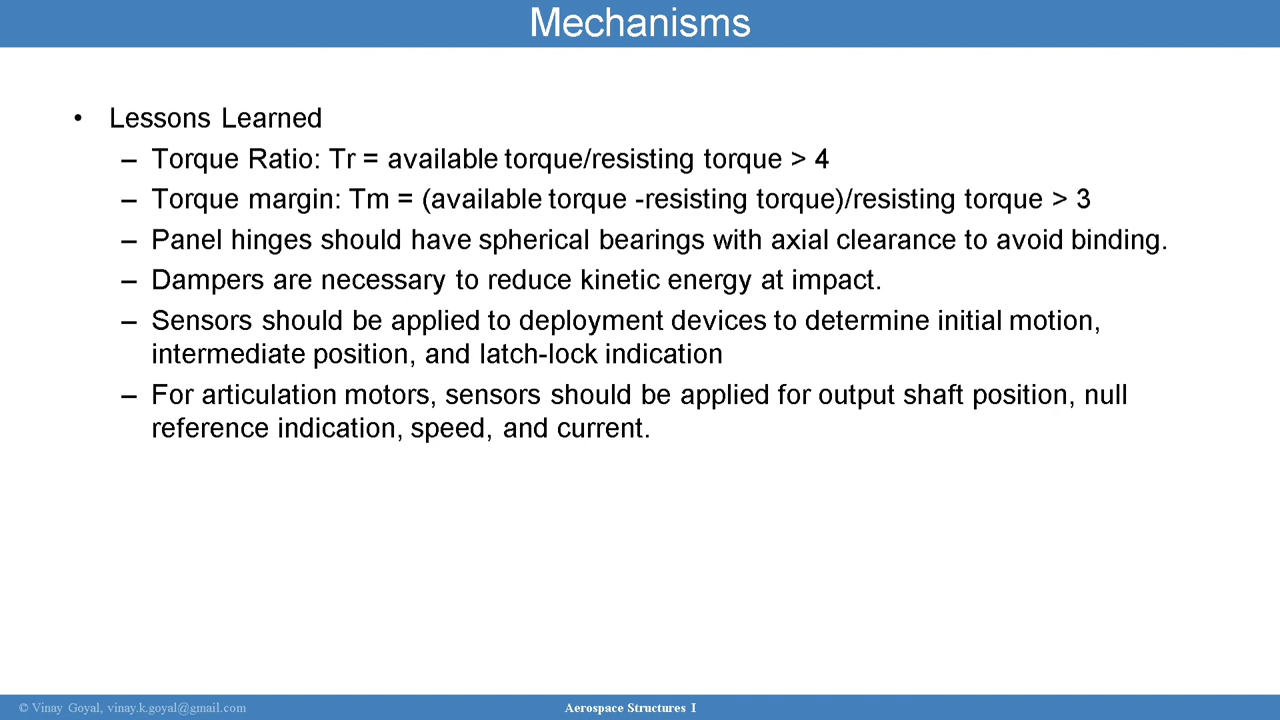 Mechanisms
• Lessons Learned
– Torque Ratio: Tr = available torque/resisting torque > 4
– Torque margin: Tm = (available torque -resisting torque)/resisting torque > 3
– Panel hinges should have spherical bearings with axial clearance to avoid binding.
– Dampers are necessary to reduce kinetic energy at impact.
– Sensors should be applied to deployment devices to determine initial motion,
intermediate position, and latch-lock indication
– For articulation motors, sensors should be applied for output shaft position, null
reference indication, speed, and current.
© Vinay Goyal, vinay.k.goyal@gmail.com
Aerospace Structures I